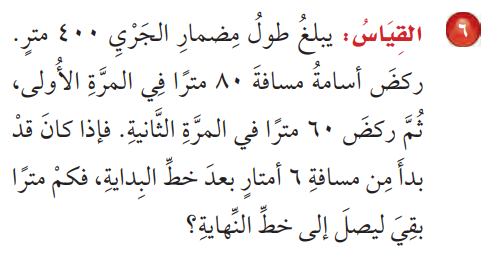 ٦ القِيَاسُ: يبلغُ طولُ مِضمارِ الجَرْيِ ٤٠٠ مترٍ.
ركضَ أسامةُ مسافةَ ٨٠ مترًا فِي المرَّةِ الأُولى،
ثُمَّ ركضَ ٦٠ مترًا في المرَّةِ الثَّانيةِ. فإذا كانَ قدْ
بدأَ مِن مسافةِ ٦ أمتارٍ بعدَ خطِّ البِدايةِ، فكمْ مترًا
بقِيَ ليصلَ إلى خطِّ النِّهايةِ؟